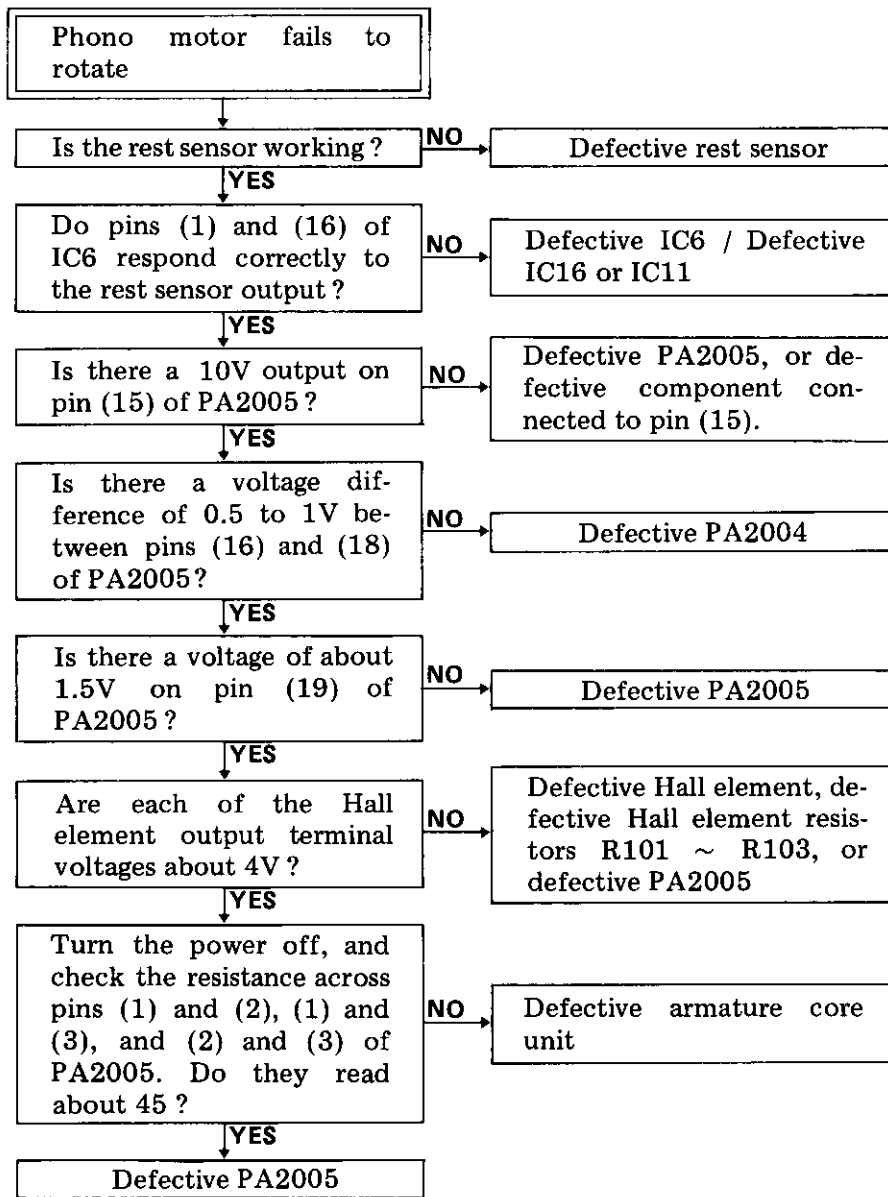 Phono motor fails to
rotate
Is the rest sensor working ?
NO
Defective rest sensor
YES
Do pins (1) and (16) of
IC6 respond correctly to
the rest sensor output ?
NO
Defective IC6 / Defective
IC16 or IC11
YES
Is there a 10V output on
pin (15) of PA2005 ?
NO
Defective PA2005, or de-
fective component con-
nected to pin (15).
YES
Is there a voltage dif-
ference of 0.5 to 1V be-
tween pins (16) and (18)
of PA2005?
NO
Defective PA2004
YES
Is there a voltage of about
1.5V on pin (19) of
PA2005 ?
NO
Defective PA2005
YES
Are each of the Hall
element output terminal
voltages about 4V ?
NO
Defective Hall element, de-
fective Hall element resis-
tors R101 ~ R103, or
defective PA2005
YES
Turn the power off, and
check the resistance across
pins (1) and (2), (1) and
(3), and (2) and (3) of
PA2005. Do they read
about 45 ?
NO
Defective armature core
unit
YES
Defective PA2005